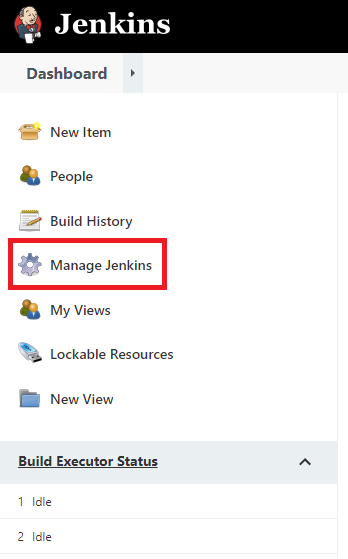 Jenkins
Dashboard
New Item
People
Build History
Manage Jenkins
My Views
Lockable Resources
New View
Build Executor Status
1 Idle
2 Idle